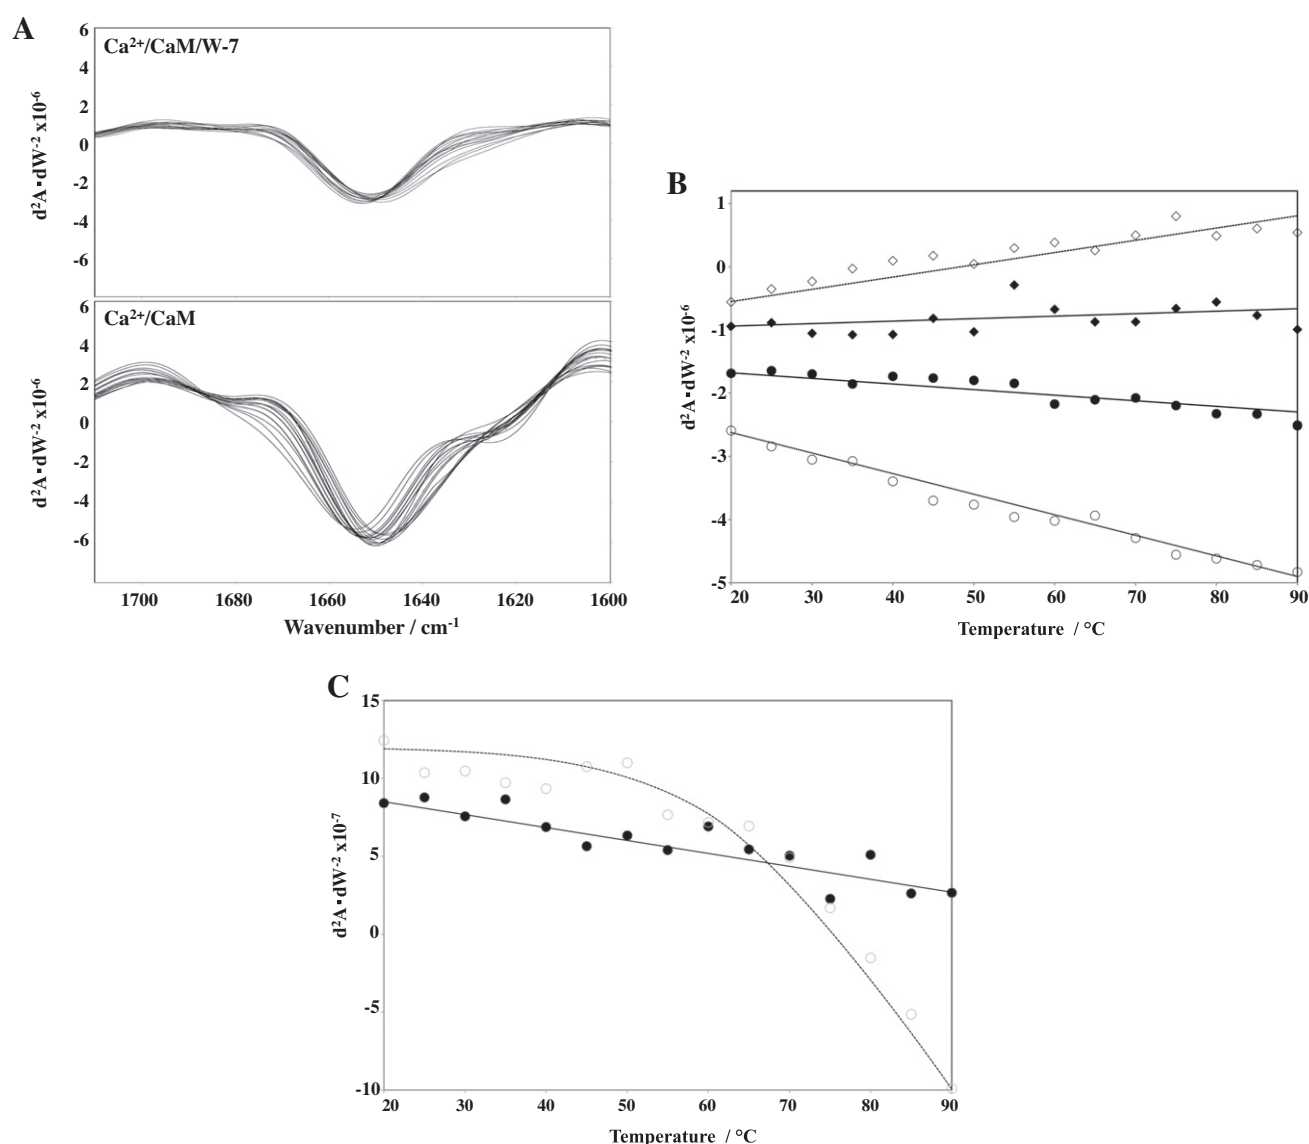 A
Ca²⁺/CaM/W-7
6
4
2
0
-2
-4
-6
d²A▪dW⁻² x10⁻⁶
Ca²⁺/CaM
6
4
2
0
-2
-4
-6
d²A▪dW⁻² x10⁻⁶
1700 1680 1660 1640 1620 1600
Wavenumber / cm⁻¹
B
1
0
-1
-2
-3
-4
-5
d²A▪dW⁻² x10⁻⁶
20 30 40 50 60 70 80 90
Temperature / °C
C
15
10
5
0
-5
-10
d²A▪dW⁻² x10⁻⁷
20 30 40 50 60 70 80 90
Temperature / °C